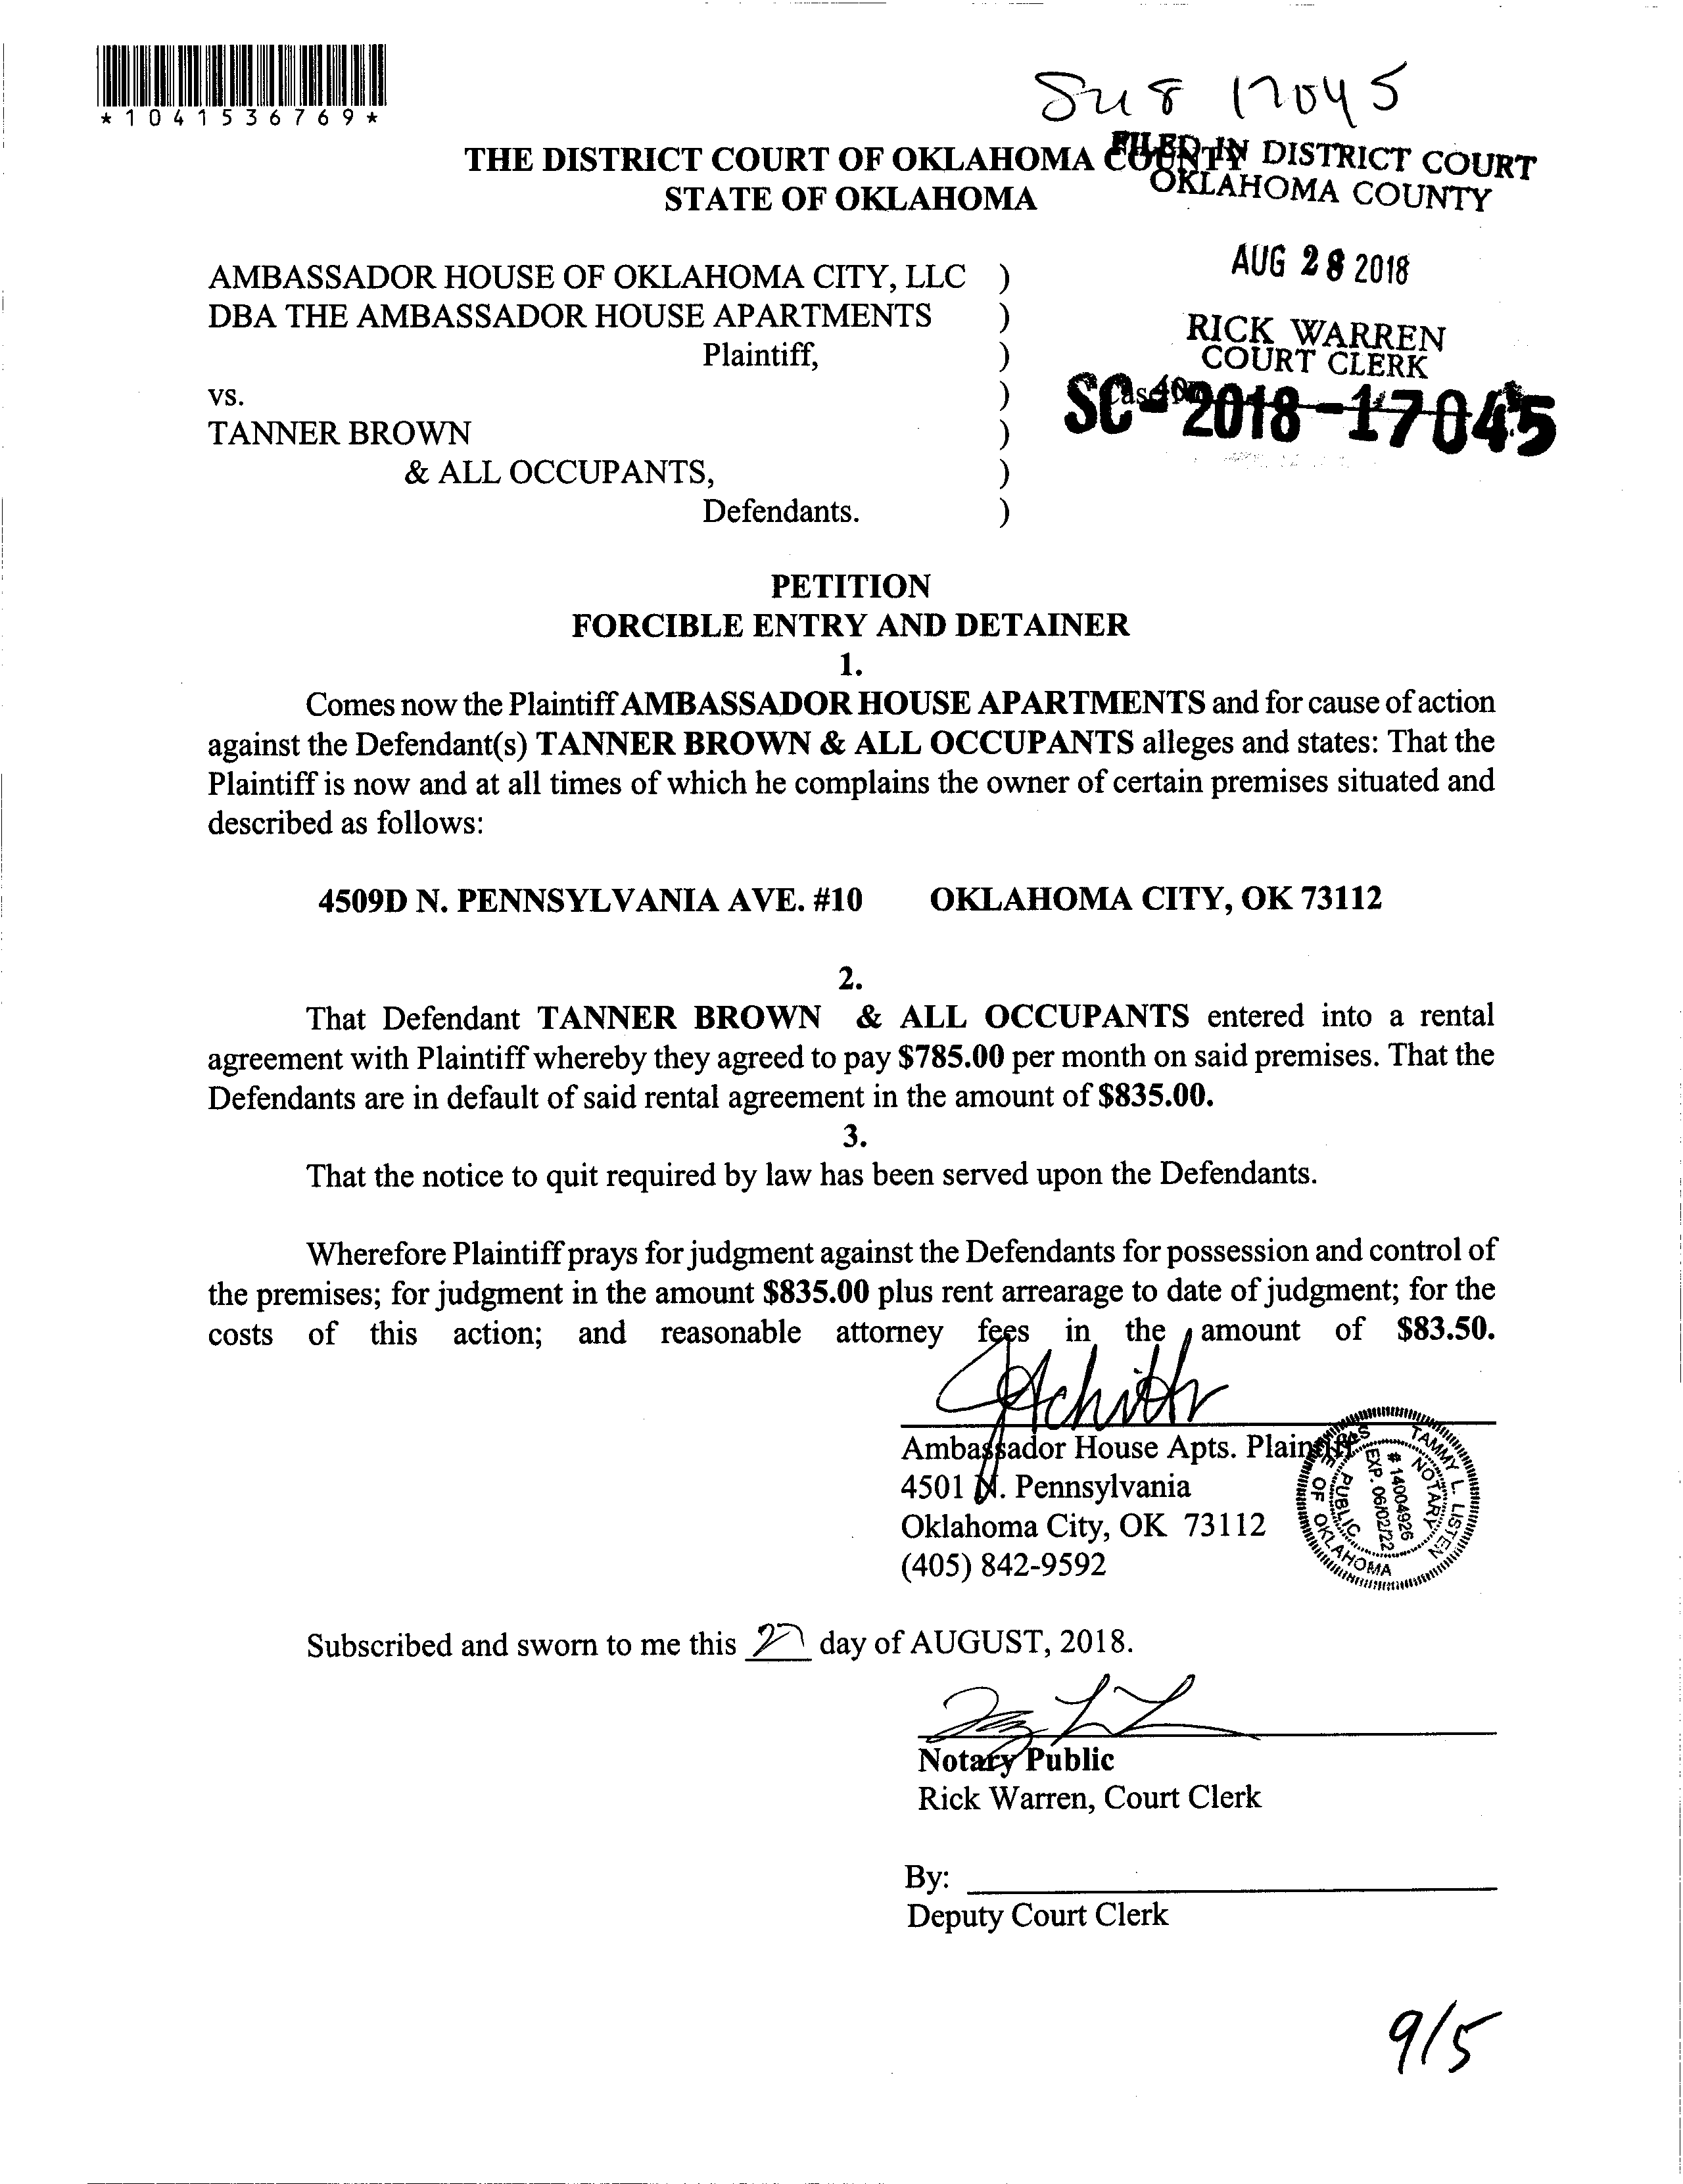 *1041536769*
THE DISTRICT COURT OF OKLAHOMA COUNTY
STATE OF OKLAHOMA
FILED IN DISTRICT COURT
OKLAHOMA COUNTY
AUG 28 2018
RICK WARREN
COURT CLERK
SC-2018-17045
AMBASSADOR HOUSE OF OKLAHOMA CITY, LLC )
DBA THE AMBASSADOR HOUSE APARTMENTS )
Plaintiff, )
vs. )
TANNER BROWN )
& ALL OCCUPANTS, )
Defendants. )
PETITION
FORCIBLE ENTRY AND DETAINER
1.
Comes now the Plaintiff AMBASSADOR HOUSE APARTMENTS and for cause of action
against the Defendant(s) TANNER BROWN & ALL OCCUPANTS alleges and states: That the
Plaintiff is now and at all times of which he complains the owner of certain premises situated and
described as follows:
4509D N. PENNSYLVANIA AVE. #10 OKLAHOMA CITY, OK 73112
2.
That Defendant TANNER BROWN & ALL OCCUPANTS entered into a rental
agreement with Plaintiff whereby they agreed to pay $785.00 per month on said premises. That the
Defendants are in default of said rental agreement in the amount of $835.00.
3.
That the notice to quit required by law has been served upon the Defendants.
Wherefore Plaintiff prays for judgment against the Defendants for possession and control of
the premises; for judgment in the amount $835.00 plus rent arrearage to date of judgment; for the
costs of this action; and reasonable attorney fees in the amount of $83.50.
Ambassador House Apts. Plaintiff
4501 N. Pennsylvania
Oklahoma City, OK 73112
(405) 842-9592
TAMMY L. LISTEN
NOTARY PUBLIC
# 14004926
EXP. 06/02/22
OF OKLAHOMA
Subscribed and sworn to me this 27 day of AUGUST, 2018.
Notary Public
Rick Warren, Court Clerk
By:
Deputy Court Clerk
9/5